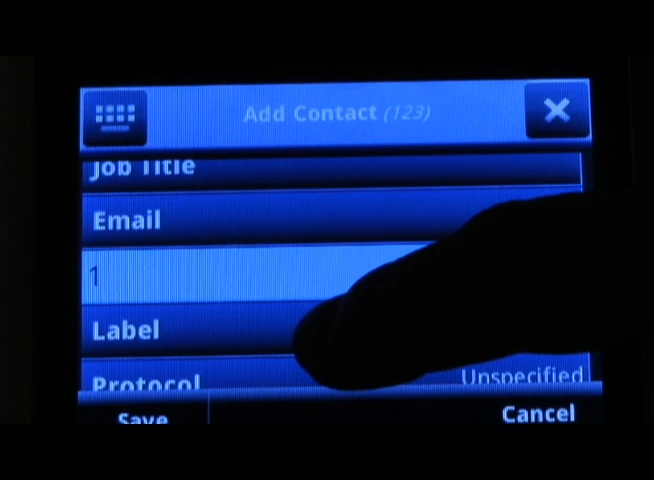 Add Contact (123)
Job Title
Email
1
Label
Protocol Unspecified
Save Cancel